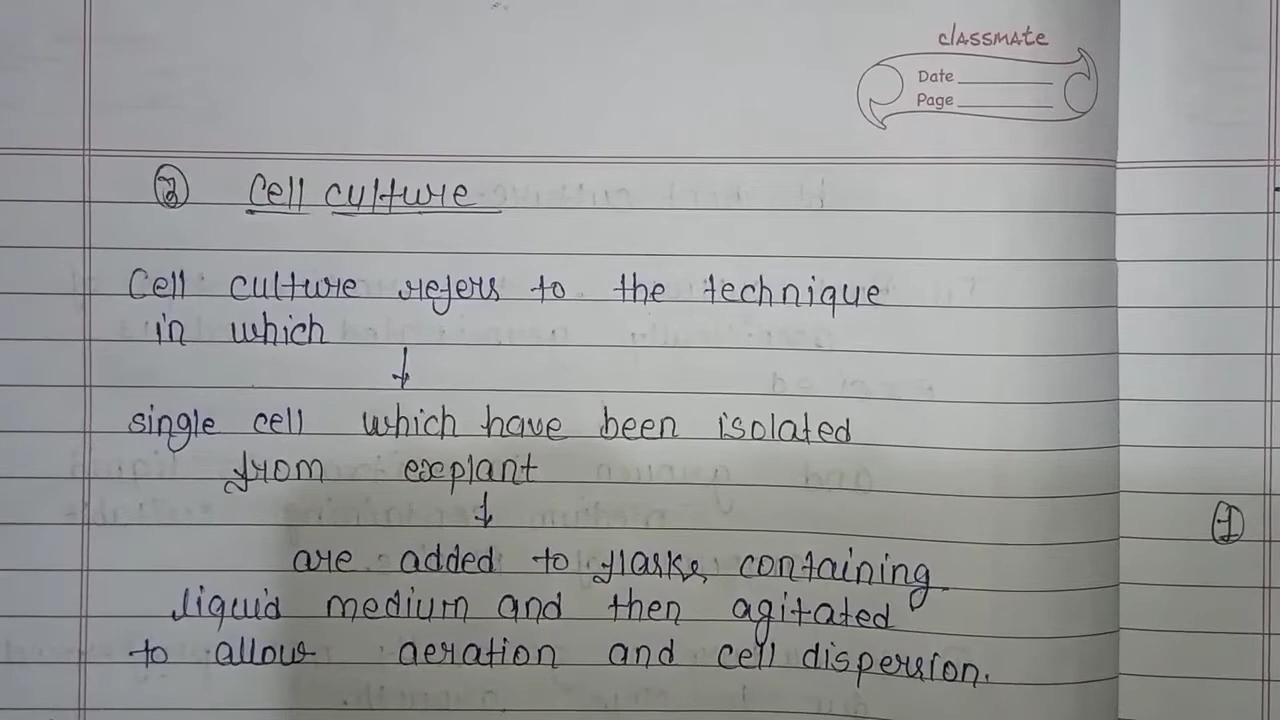 classmate
Date
Page
② Cell culture
Cell culture refers to the technique
in which
↓
single cell which have been isolated
from explant
↓
①
are added to flask, containing
liquid medium and then agitated
to allow aeration and cell dispersion.